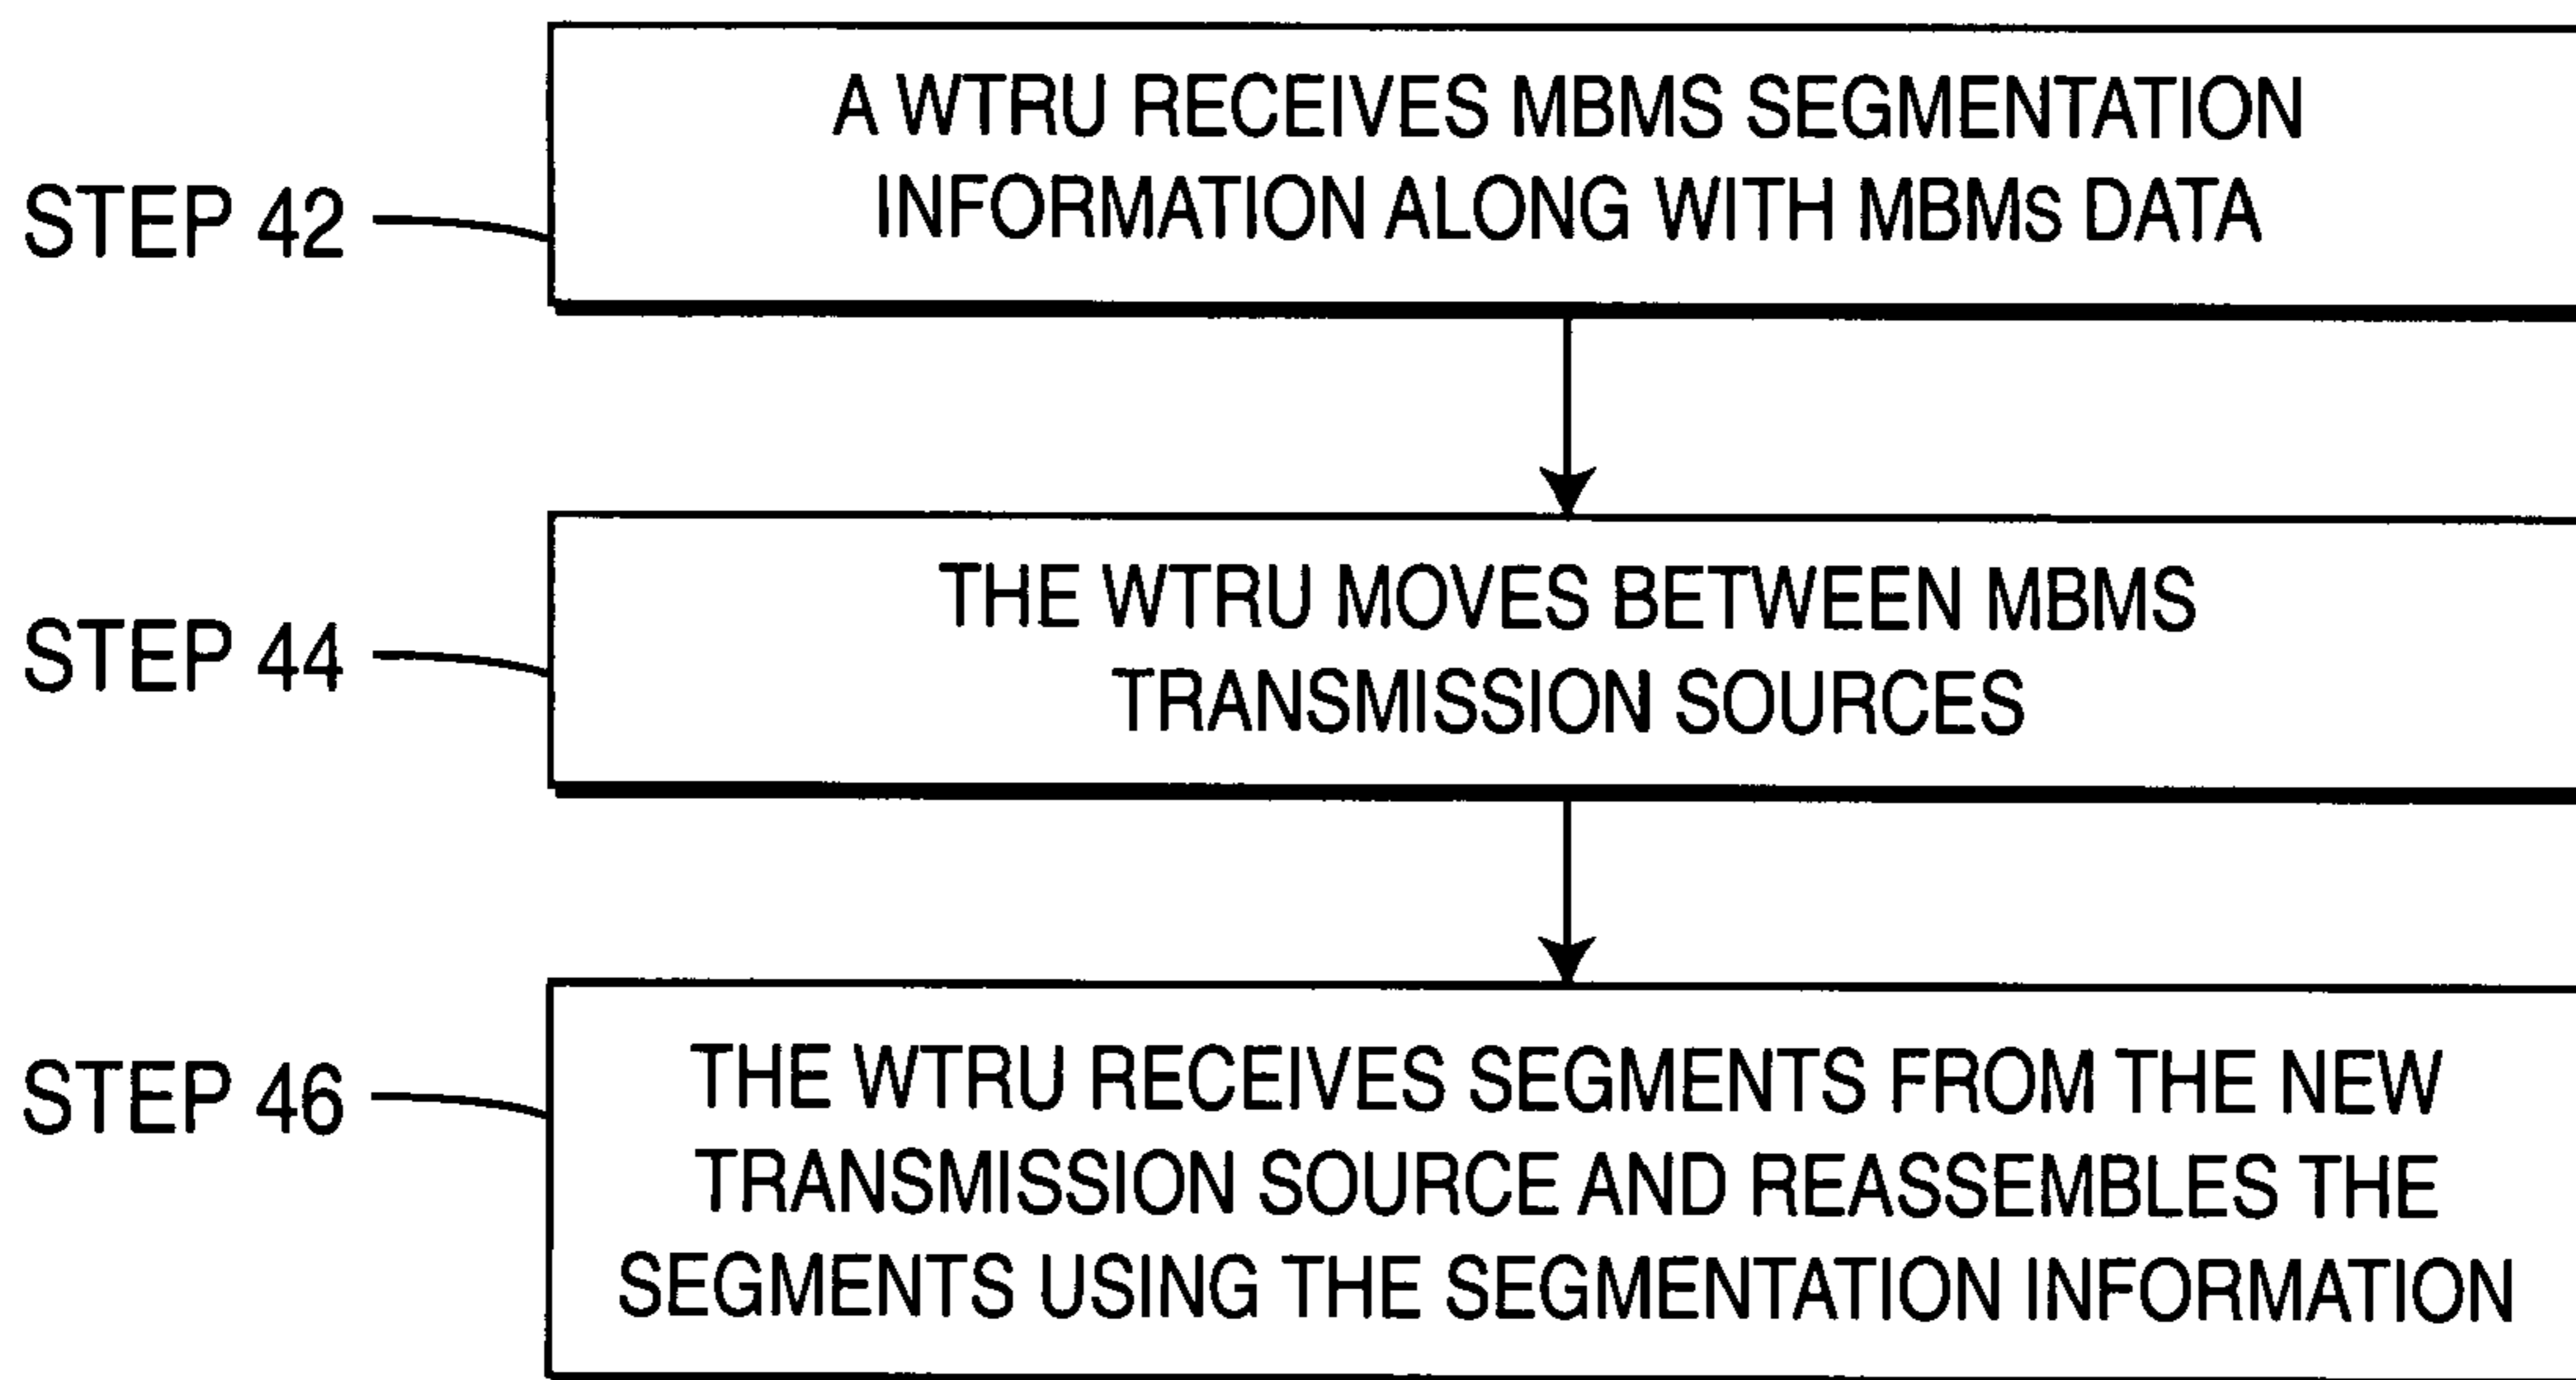 STEP 42
A WTRU RECEIVES MBMS SEGMENTATION
INFORMATION ALONG WITH MBMs DATA
STEP 44
THE WTRU MOVES BETWEEN MBMS
TRANSMISSION SOURCES
STEP 46
THE WTRU RECEIVES SEGMENTS FROM THE NEW
TRANSMISSION SOURCE AND REASSEMBLES THE
SEGMENTS USING THE SEGMENTATION INFORMATION